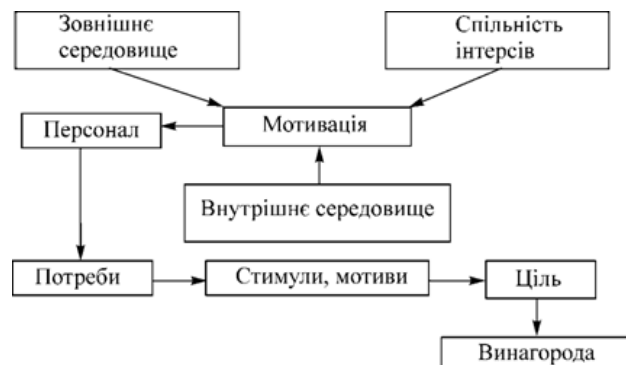 Зовнішнє
середовище
Спільність
інтерсів
Персонал
Мотивація
Внутрішнє середовище
Потреби
Стимули, мотиви
Ціль
Винагорода